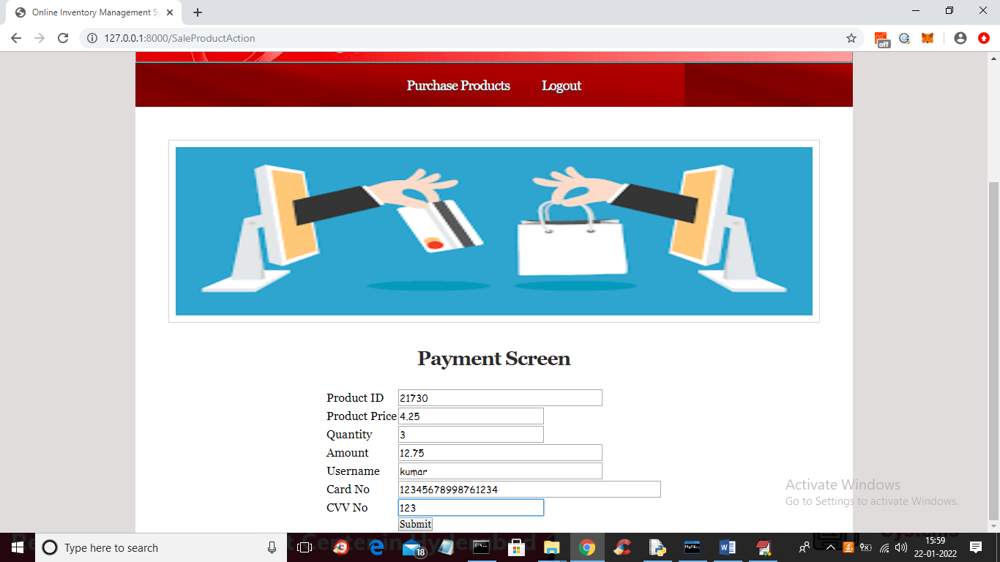 Online Inventory Management S
127.0.0.1:8000/SaleProductAction
off
Purchase Products Logout
Payment Screen
Product ID 21730
Product Price 4.25
Quantity 3
Amount 12.75
Username kumar
Card No 12345678998761234
CVV No 123
Submit
Activate Windows
Go to Settings to activate Windows.
Type here to search
18
15:59
22-01-2022